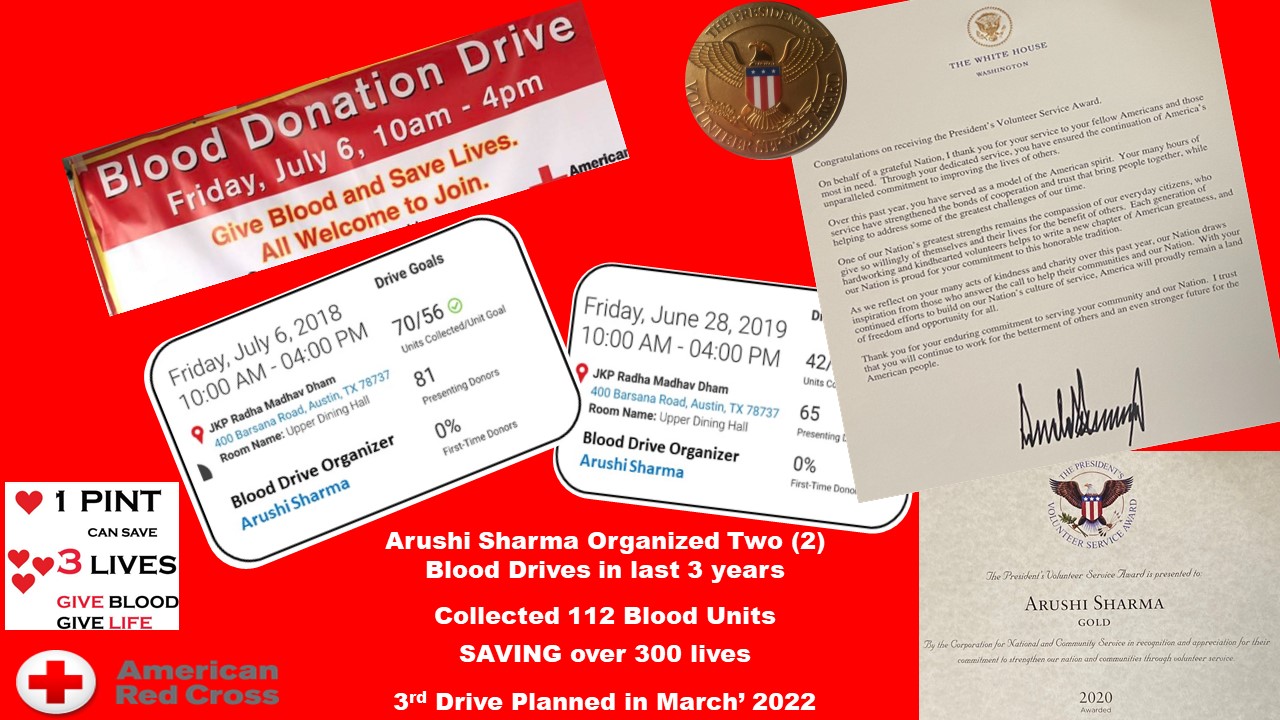 Blood Donation Drive
Friday, July 6, 10am - 4pm
Give Blood and Save Lives.
All Welcome to Join.
American
THE PRESIDENT'S
VOLUNTEER SERVICE AWARD
THE WHITE HOUSE
WASHINGTON
Congratulations on receiving the President's Volunteer Service Award.
On behalf of a grateful Nation, I thank you for your service to your fellow Americans and those
most in need. Through your dedicated service, you have ensured the continuation of America's
unparalleled commitment to improving the lives of others.
Over this past year, you have served as a model of the American spirit. Your many hours of
service have strengthened the bonds of cooperation and trust that bring people together, while
helping to address some of the greatest challenges of our time.
One of our Nation's greatest strengths remains the compassion of our everyday citizens, who
give so willingly of themselves and their lives for the benefit of others. Each generation of
hardworking and kindhearted volunteers helps to write a new chapter of American greatness, and
our Nation is proud for your commitment to this honorable tradition.
As we reflect on your many acts of kindness and charity over this past year, our Nation draws
inspiration from those who answer the call to help their communities and our Nation. With your
continued efforts to build on our Nation's culture of service, America will proudly remain a land
of freedom and opportunity for all.
Thank you for your enduring commitment to serving your community and our Nation. I trust
that you will continue to work for the betterment of others and an even stronger future for the
American people.
Drive Goals
Friday, July 6, 2018
10:00 AM - 04:00 PM
70/56
Units Collected/Unit Goal
JKP Radha Madhav Dham
400 Barsana Road, Austin, TX 78737
Room Name: Upper Dining Hall
81
Presenting Donors
0%
First-Time Donors
Blood Drive Organizer
Arushi Sharma
Friday, June 28, 2019
10:00 AM - 04:00 PM
42/
Units
JKP Radha Madhav Dham
400 Barsana Road, Austin, TX 78737
Room Name: Upper Dining Hall
65
Presenting
0%
First-Time
Blood Drive Organizer
Arushi Sharma
1 PINT
CAN SAVE
3 LIVES
GIVE BLOOD
GIVE LIFE
American
Red Cross
Arushi Sharma Organized Two (2)
Blood Drives in last 3 years
Collected 112 Blood Units
SAVING over 300 lives
3rd Drive Planned in March' 2022
THE PRESIDENT'S
VOLUNTEER SERVICE AWARD
The President's Volunteer Service Award is presented to:
ARUSHI SHARMA
GOLD
By the Corporation for National and Community Service in recognition and appreciation for their
commitment to strengthen our nation and communities through volunteer service.
2020
Awarded